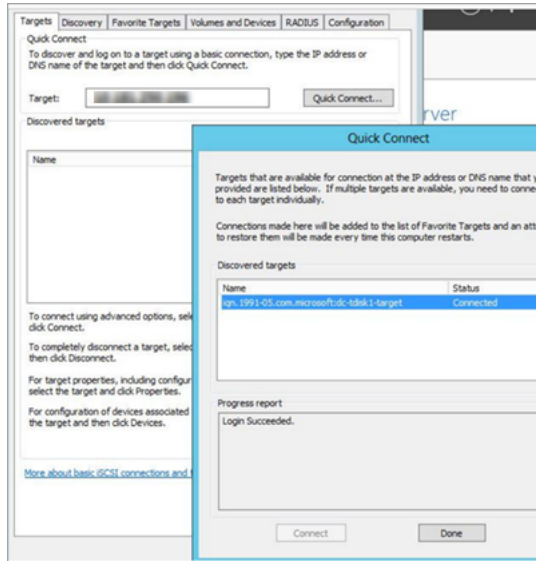 Targets Discovery Favorite Targets Volumes and Devices RADIUS Configuration
Quick Connect
To discover and log on to a target using a basic connection, type the IP address or
DNS name of the target and then click Quick Connect.
Target:
Quick Connect...
Discovered targets
Name
To connect using advanced options, sele
click Connect.
To completely disconnect a target, selec
then click Disconnect.
For target properties, including configur
select the target and click Properties.
For configuration of devices associated
the target and then click Devices.
More about basic iSCSI connections and
rver
Quick Connect
Targets that are available for connection at the IP address or DNS name that y
provided are listed below. If multiple targets are available, you need to connec
to each target individually.
Connections made here will be added to the list of Favorite Targets and an att
to restore them will be made every time this computer restarts.
Discovered targets
Name Status
iqn.1991-05.com.microsoft:dc-tdisk1-target Connected
Progress report
Login Succeeded.
Connect Done